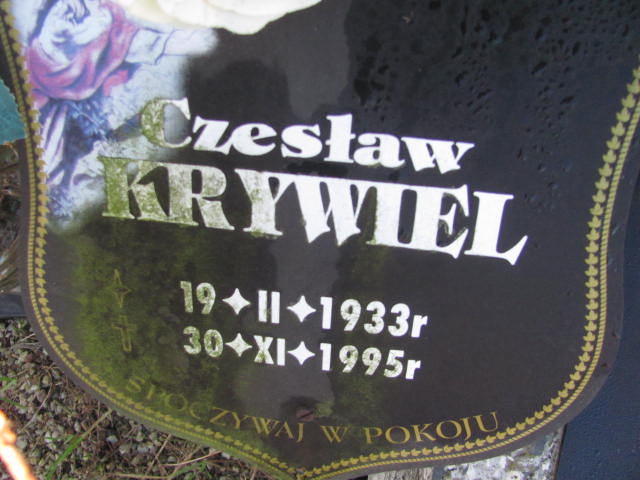 Czesław
KRYWIEL
19✦II✦1933r
30✦XI✦1995r
SPOCZYWAJ W POKOJU